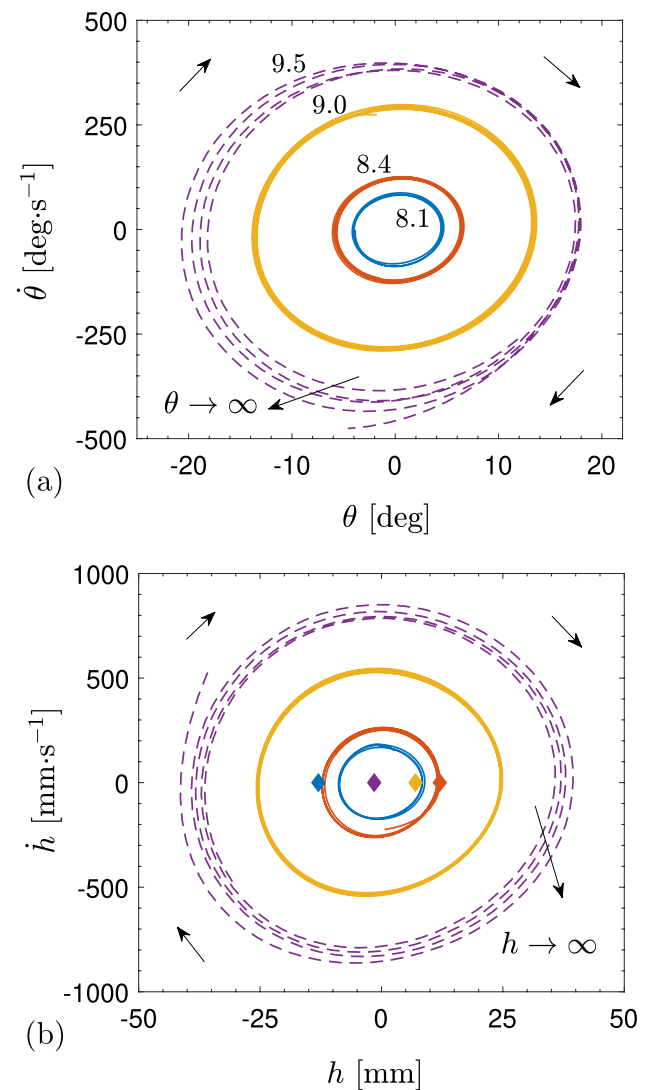 500
250
0
-250
-500
θ̇ [deg·s⁻¹]
9.5
9.0
8.4
8.1
θ → ∞
-20 -10 0 10 20
θ [deg]
(a)
1000
500
0
-500
-1000
ḣ [mm·s⁻¹]
h → ∞
-50 -25 0 25 50
h [mm]
(b)